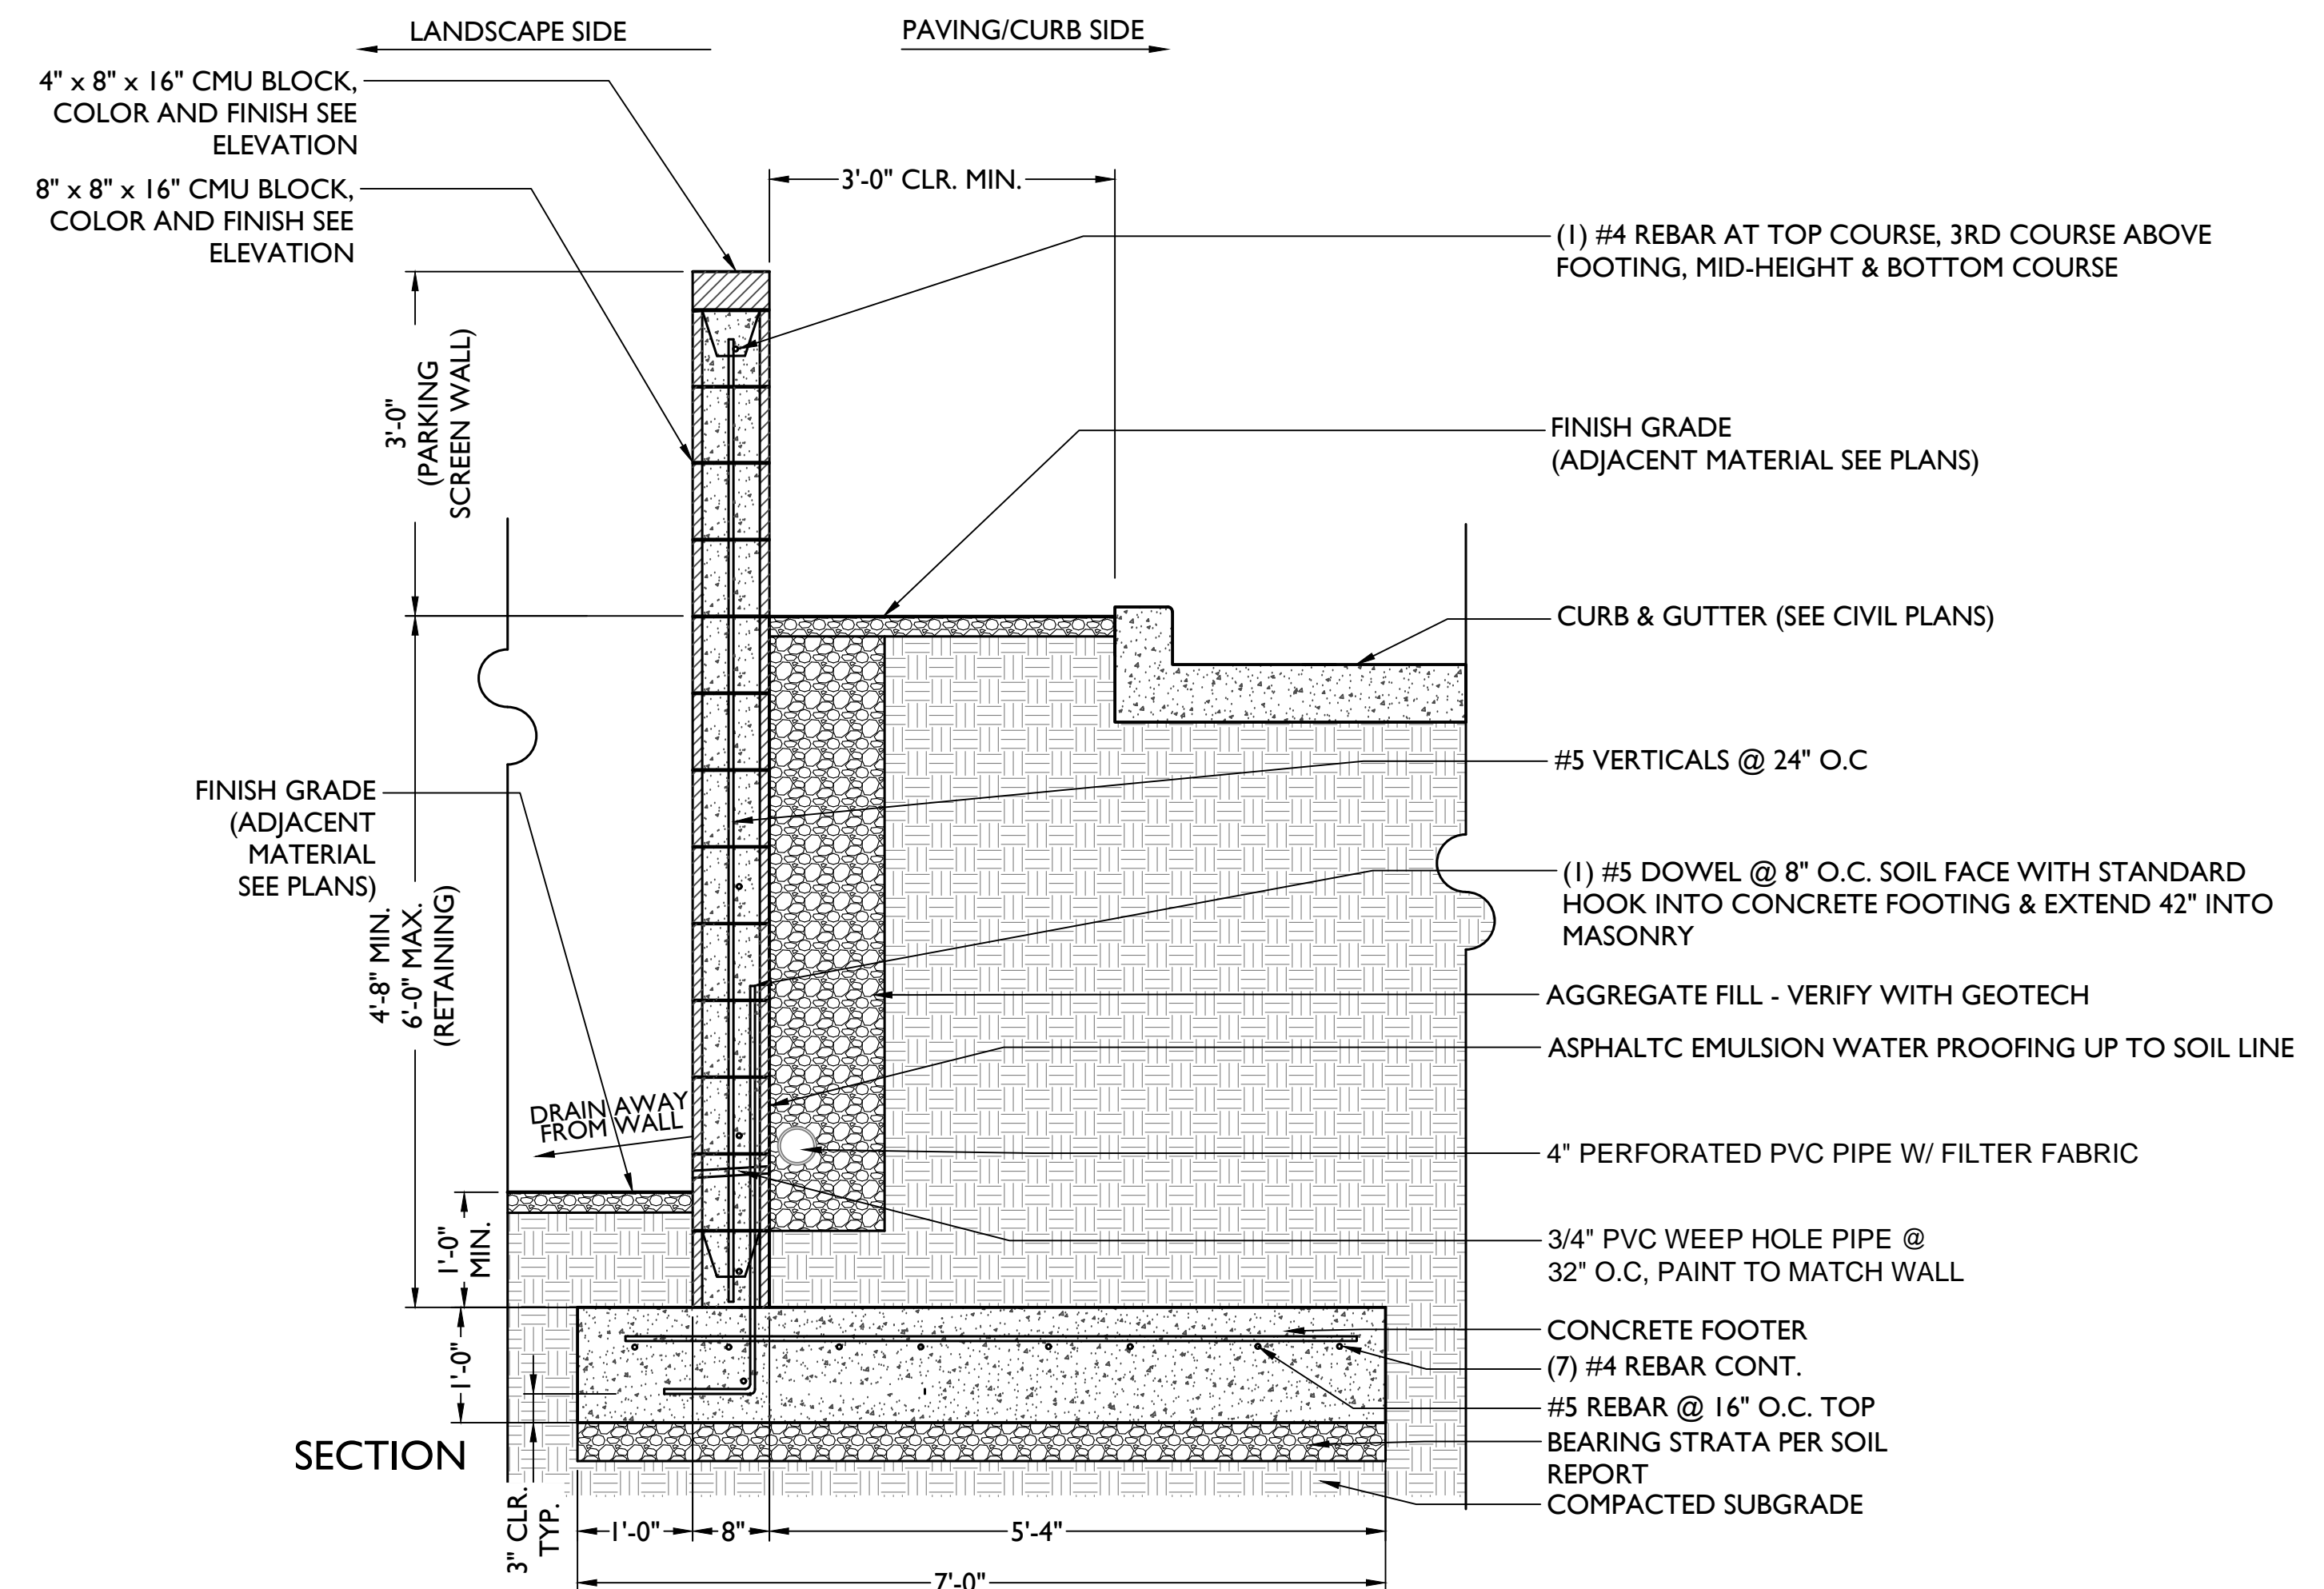 LANDSCAPE SIDE
PAVING/CURB SIDE
4" x 8" x 16" CMU BLOCK,
COLOR AND FINISH SEE
ELEVATION
8" x 8" x 16" CMU BLOCK,
COLOR AND FINISH SEE
ELEVATION
3'-0" CLR. MIN.
(1) #4 REBAR AT TOP COURSE, 3RD COURSE ABOVE
FOOTING, MID-HEIGHT & BOTTOM COURSE
3'-0"
(PARKING
SCREEN WALL)
FINISH GRADE
(ADJACENT MATERIAL SEE PLANS)
CURB & GUTTER (SEE CIVIL PLANS)
#5 VERTICALS @ 24" O.C
FINISH GRADE
(ADJACENT
MATERIAL
SEE PLANS)
4'-8" MIN.
6'-0" MAX.
(RETAINING)
(1) #5 DOWEL @ 8" O.C. SOIL FACE WITH STANDARD
HOOK INTO CONCRETE FOOTING & EXTEND 42" INTO
MASONRY
AGGREGATE FILL - VERIFY WITH GEOTECH
ASPHALTC EMULSION WATER PROOFING UP TO SOIL LINE
DRAIN AWAY
FROM WALL
4" PERFORATED PVC PIPE W/ FILTER FABRIC
1'-0"
MIN.
3/4" PVC WEEP HOLE PIPE @
32" O.C, PAINT TO MATCH WALL
1'-0"
CONCRETE FOOTER
(7) #4 REBAR CONT.
#5 REBAR @ 16" O.C. TOP
BEARING STRATA PER SOIL
REPORT
COMPACTED SUBGRADE
SECTION
3" CLR.
TYP.
1'-0"
8"
5'-4"
7'-0"